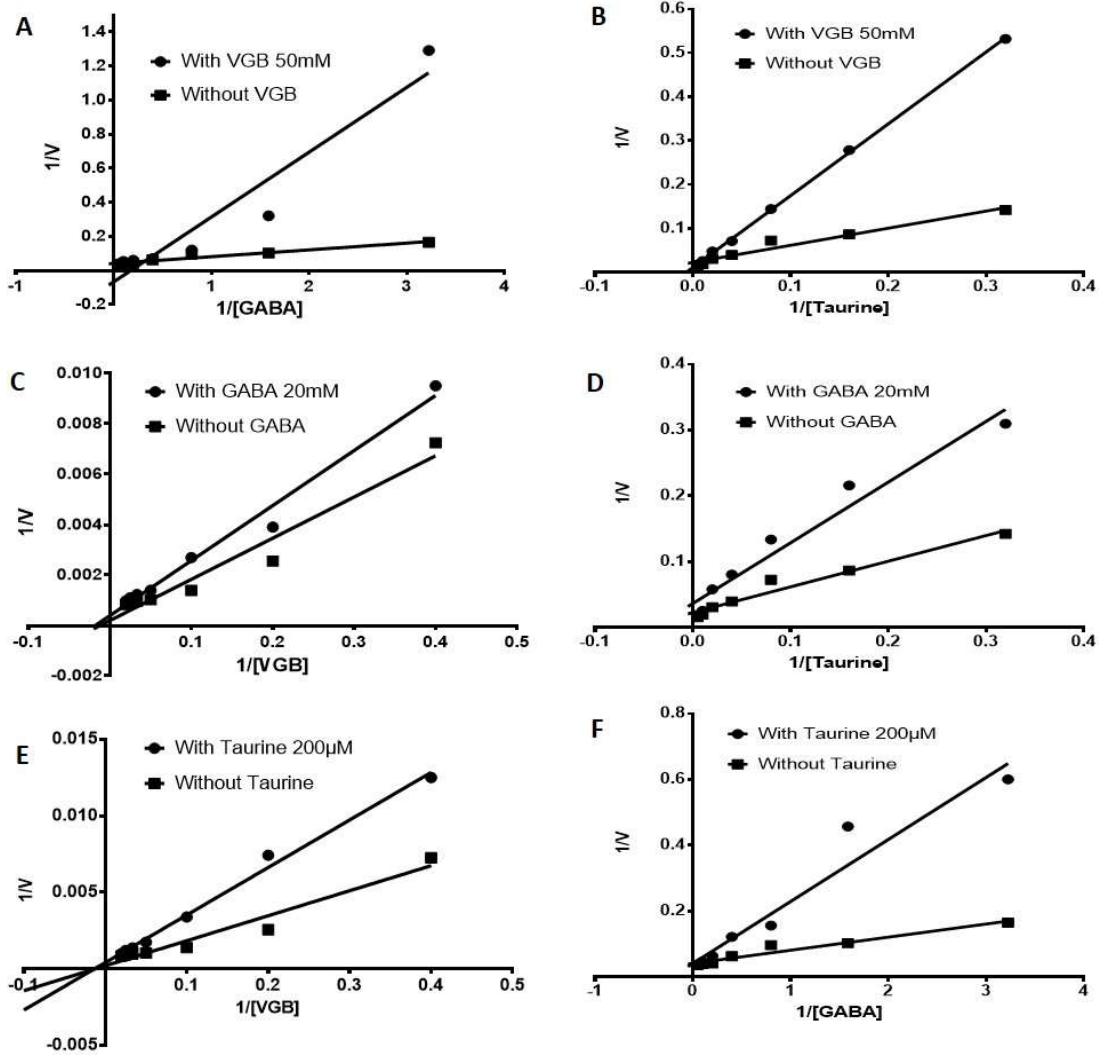 A
With VGB 50mM
Without VGB
1/V
1.4
1.2
1.0
0.8
0.6
0.4
0.2
-0.2
-1
1
2
3
4
1/[GABA]
B
With VGB 50mM
Without VGB
1/V
0.6
0.5
0.4
0.3
0.2
0.1
-0.1
0.0
0.1
0.2
0.3
0.4
1/[Taurine]
C
With GABA 20mM
Without GABA
1/V
0.010
0.008
0.006
0.004
0.002
-0.002
-0.1
0.1
0.2
0.3
0.4
0.5
1/[VGB]
D
With GABA 20mM
Without GABA
1/V
0.4
0.3
0.2
0.1
-0.1
0.0
0.1
0.2
0.3
0.4
1/[Taurine]
E
With Taurine 200µM
Without Taurine
1/V
0.015
0.010
0.005
-0.005
-0.1
0.1
0.2
0.3
0.4
0.5
1/[VGB]
F
With Taurine 200µM
Without Taurine
1/V
0.8
0.6
0.4
0.2
-1
0
1
2
3
4
1/[GABA]